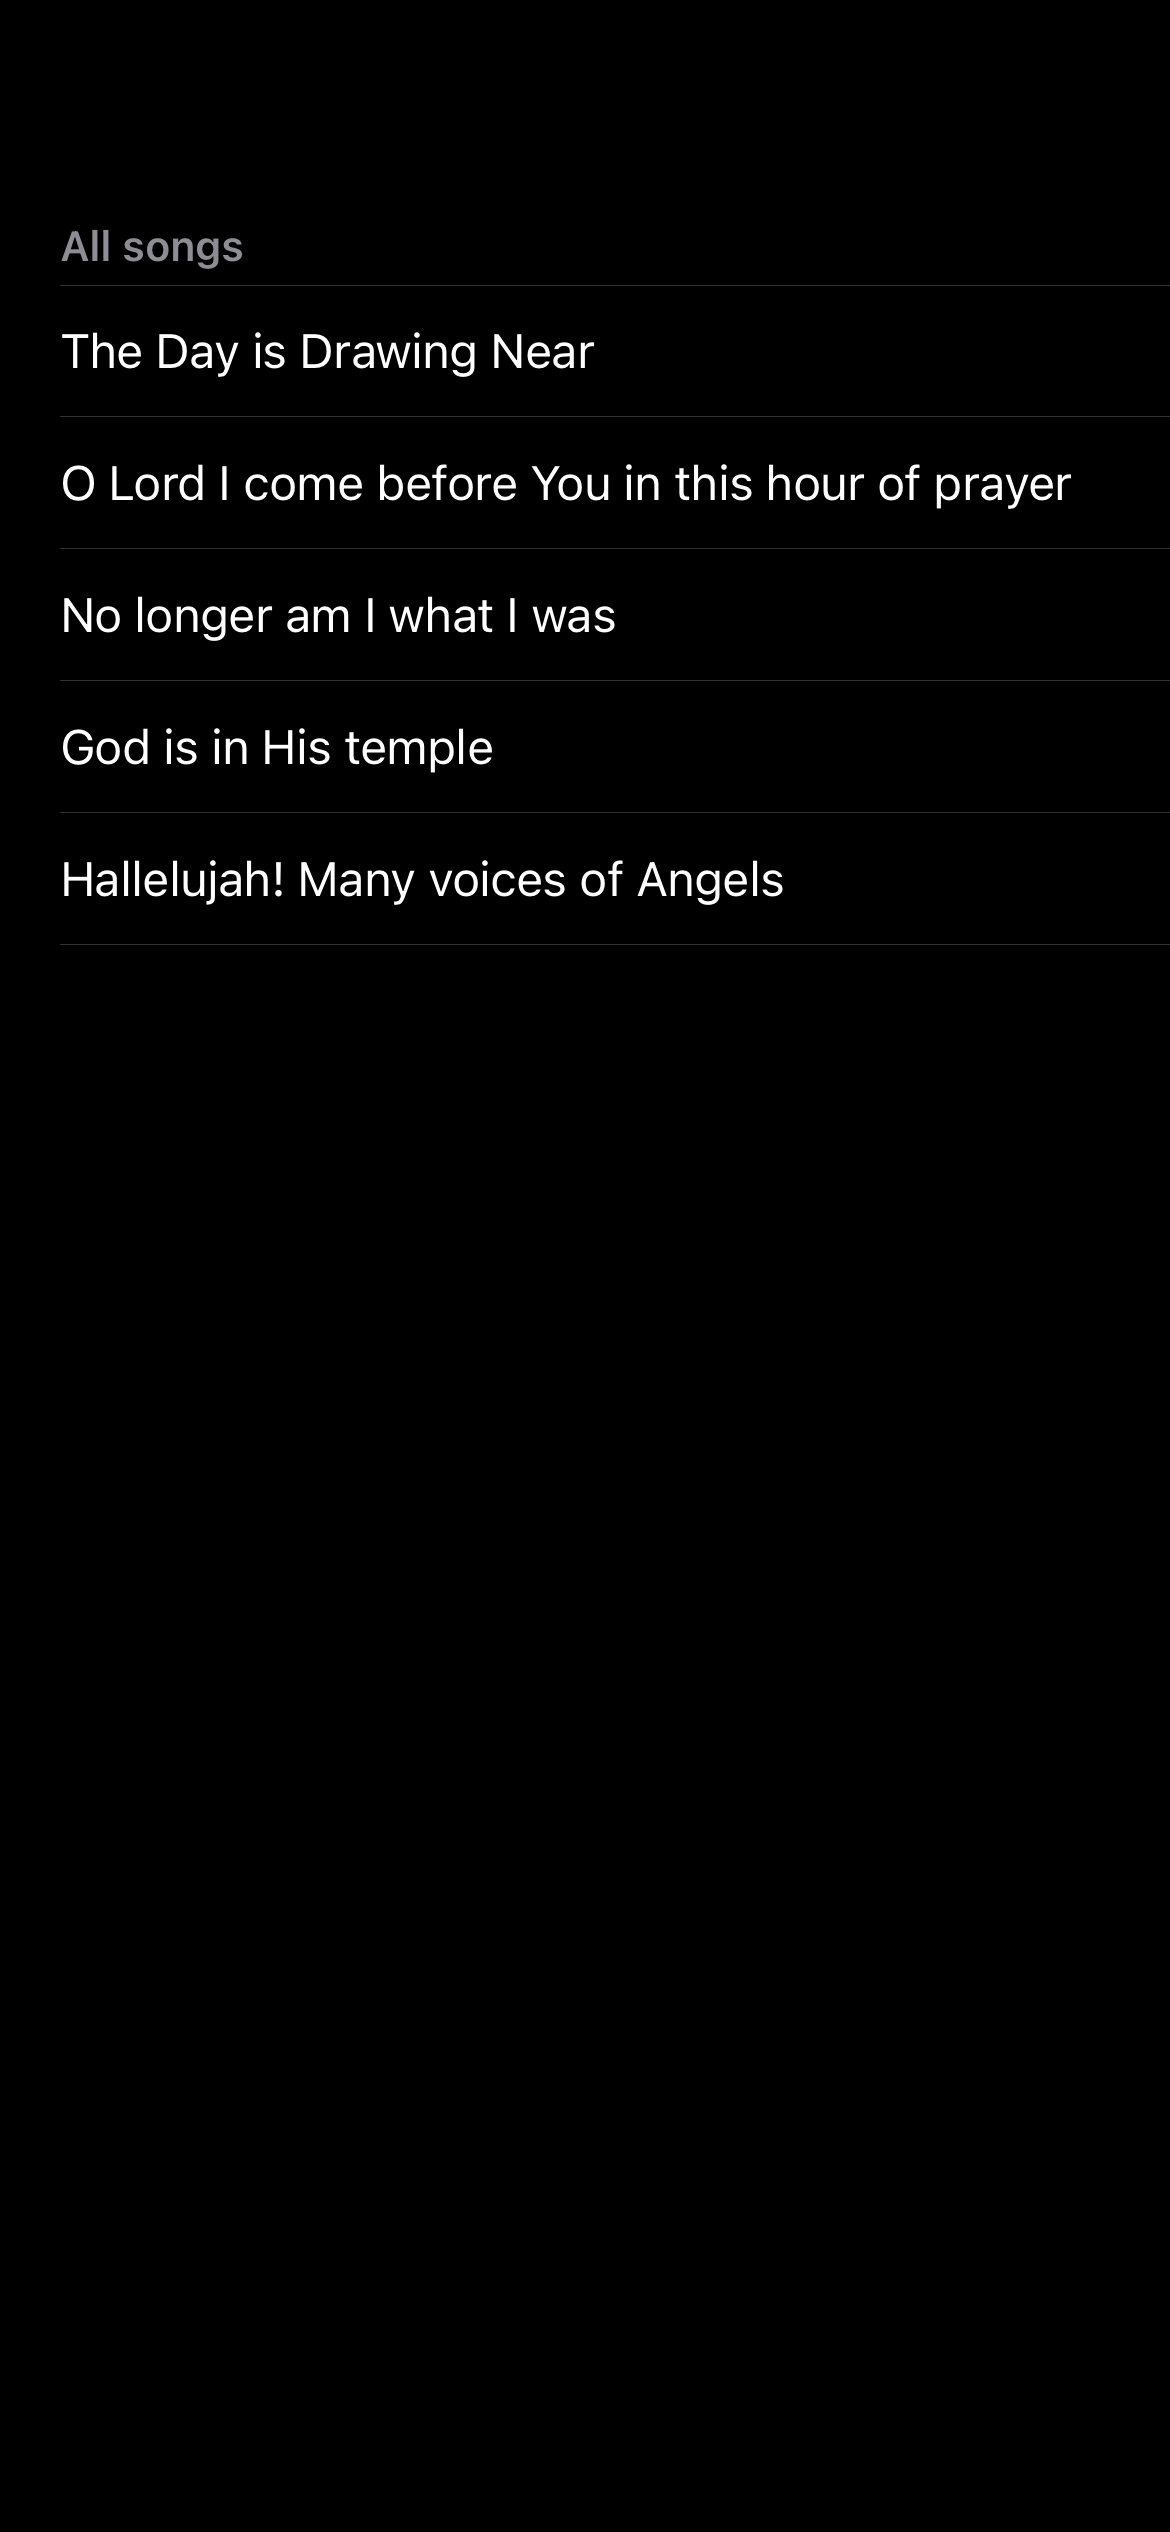 All songs
The Day is Drawing Near
O Lord I come before You in this hour of prayer
No longer am I what I was
God is in His temple
Hallelujah! Many voices of Angels